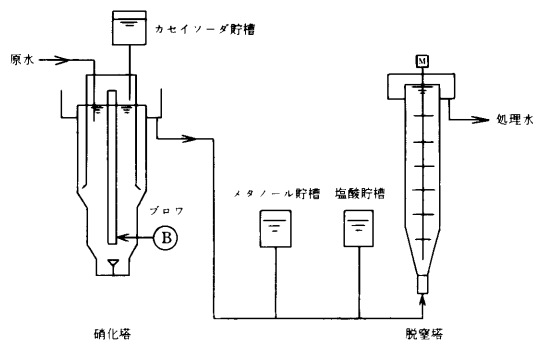 カセイソーダ貯槽
原水
M
処理水
メタノール貯槽
塩酸貯槽
ブロワ
B
硝化塔
脱窒塔